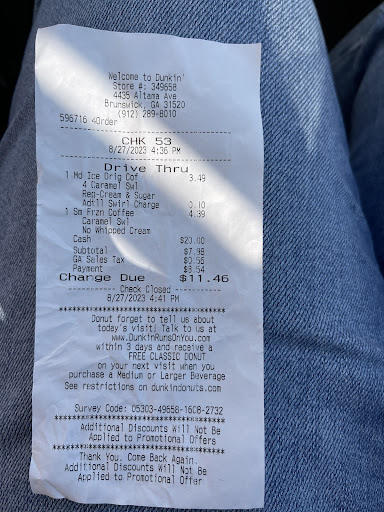 Welcome to Dunkin'
Store #: 349658
4435 Altama Ave
Brunswick, GA 31520
(912) 289-8010
596716 4Order
CHK 53
8/27/2023 4:36 PM
Drive Thru
1 Md Ice Orig Cof 3.49
4 Caramel Swl
Reg-Cream & Sugar
Adtll Swirl Charge 0.10
1 Sm Frzn Coffee 4.39
Caramel Swl
No Whipped Cream
Cash $20.00
Subtotal $7.98
GA Sales Tax $0.56
Payment $8.54
Change Due $11.46
---------- Check Closed ----------
8/27/2023 4:41 PM
**********************************
Donut forget to tell us about
today's visit! Talk to us at
www.DunkinRunsOnYou.com
within 3 days and receive a
FREE CLASSIC DONUT
on your next visit when you
purchase a Medium or Larger Beverage
See restrictions on dunkindonuts.com
Survey Code: 05303-49658-1608-2732
**********************************
Additional Discounts Will Not Be
Applied to Promotional Offers
**********************************
Thank You. Come Back Again
Additional Discounts Will Not Be
Applied to Promotional Offer